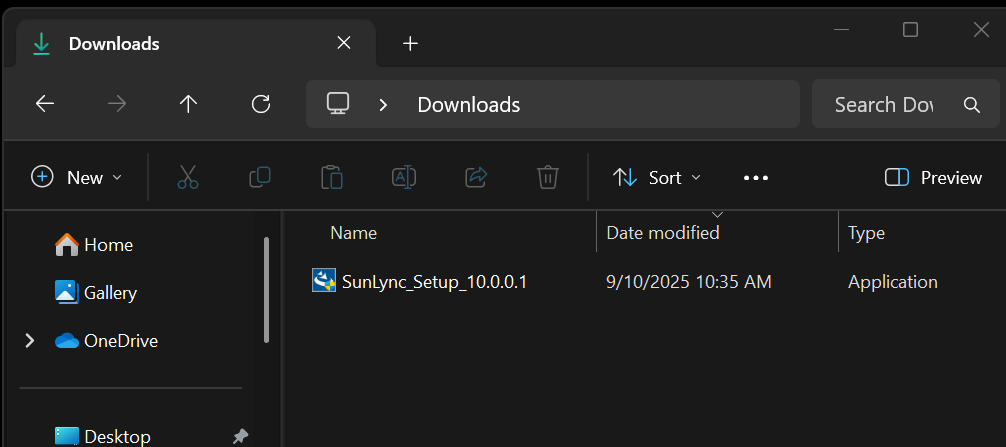 Downloads
Downloads
Search Dow
New
Sort
Preview
Name Date modified Type
SunLync_Setup_10.0.0.1 9/10/2025 10:35 AM Application
Home
Gallery
OneDrive
Desktop